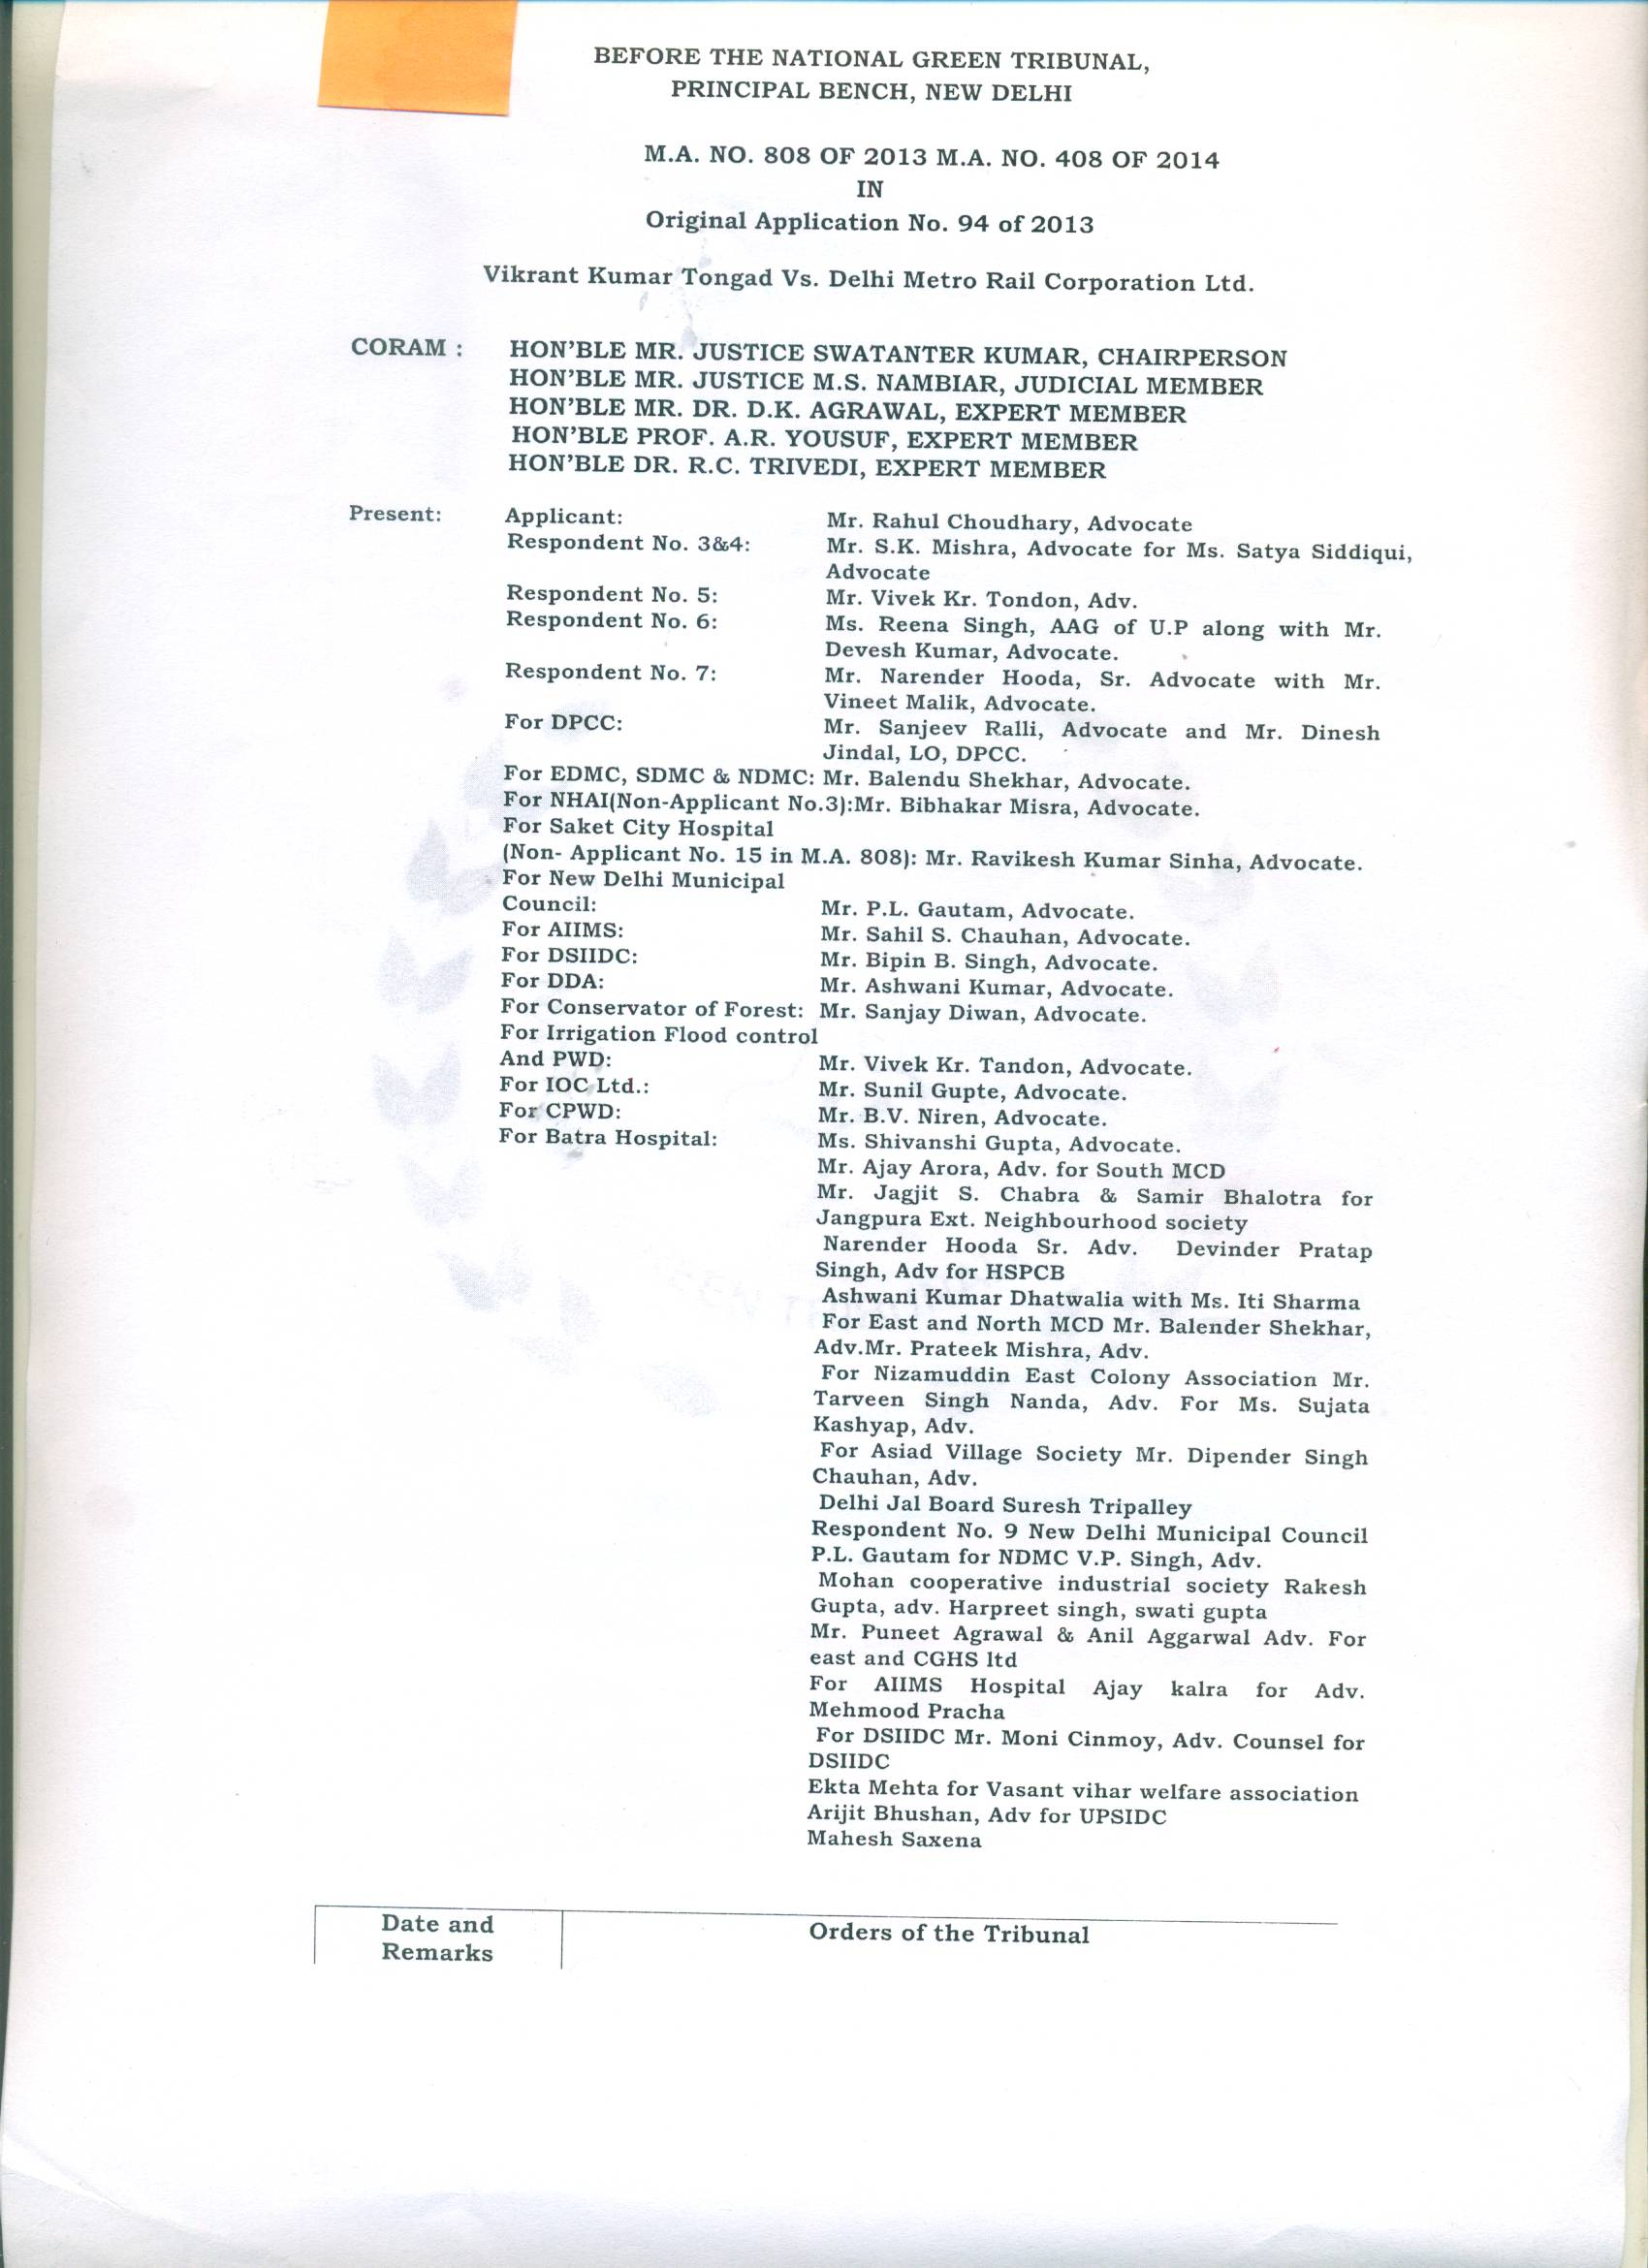 BEFORE THE NATIONAL GREEN TRIBUNAL,
PRINCIPAL BENCH, NEW DELHI
M.A. NO. 808 OF 2013 M.A. NO. 408 OF 2014
IN
Original Application No. 94 of 2013
Vikrant Kumar Tongad Vs. Delhi Metro Rail Corporation Ltd.
CORAM : HON'BLE MR. JUSTICE SWATANTER KUMAR, CHAIRPERSON
HON'BLE MR. JUSTICE M.S. NAMBIAR, JUDICIAL MEMBER
HON'BLE MR. DR. D.K. AGRAWAL, EXPERT MEMBER
HON'BLE PROF. A.R. YOUSUF, EXPERT MEMBER
HON'BLE DR. R.C. TRIVEDI, EXPERT MEMBER
Present: Applicant: Mr. Rahul Choudhary, Advocate
Respondent No. 3&4: Mr. S.K. Mishra, Advocate for Ms. Satya Siddiqui,
Advocate
Respondent No. 5: Mr. Vivek Kr. Tondon, Adv.
Respondent No. 6: Ms. Reena Singh, AAG of U.P along with Mr.
Devesh Kumar, Advocate.
Respondent No. 7: Mr. Narender Hooda, Sr. Advocate with Mr.
Vineet Malik, Advocate.
For DPCC: Mr. Sanjeev Ralli, Advocate and Mr. Dinesh
Jindal, LO, DPCC.
For EDMC, SDMC & NDMC: Mr. Balendu Shekhar, Advocate.
For NHAI(Non-Applicant No.3):Mr. Bibhakar Misra, Advocate.
For Saket City Hospital
(Non- Applicant No. 15 in M.A. 808): Mr. Ravikesh Kumar Sinha, Advocate.
For New Delhi Municipal
Council: Mr. P.L. Gautam, Advocate.
For AIIMS: Mr. Sahil S. Chauhan, Advocate.
For DSIIDC: Mr. Bipin B. Singh, Advocate.
For DDA: Mr. Ashwani Kumar, Advocate.
For Conservator of Forest: Mr. Sanjay Diwan, Advocate.
For Irrigation Flood control
And PWD: Mr. Vivek Kr. Tandon, Advocate.
For IOC Ltd.: Mr. Sunil Gupte, Advocate.
For CPWD: Mr. B.V. Niren, Advocate.
For Batra Hospital: Ms. Shivanshi Gupta, Advocate.
Mr. Ajay Arora, Adv. for South MCD
Mr. Jagjit S. Chabra & Samir Bhalotra for
Jangpura Ext. Neighbourhood society
Narender Hooda Sr. Adv. Devinder Pratap
Singh, Adv for HSPCB
Ashwani Kumar Dhatwalia with Ms. Iti Sharma
For East and North MCD Mr. Balender Shekhar,
Adv.Mr. Prateek Mishra, Adv.
For Nizamuddin East Colony Association Mr.
Tarveen Singh Nanda, Adv. For Ms. Sujata
Kashyap, Adv.
For Asiad Village Society Mr. Dipender Singh
Chauhan, Adv.
Delhi Jal Board Suresh Tripalley
Respondent No. 9 New Delhi Municipal Council
P.L. Gautam for NDMC V.P. Singh, Adv.
Mohan cooperative industrial society Rakesh
Gupta, adv. Harpreet singh, swati gupta
Mr. Puneet Agrawal & Anil Aggarwal Adv. For
east and CGHS ltd
For AIIMS Hospital Ajay kalra for Adv.
Mehmood Pracha
For DSIIDC Mr. Moni Cinmoy, Adv. Counsel for
DSIIDC
Ekta Mehta for Vasant vihar welfare association
Arijit Bhushan, Adv for UPSIDC
Mahesh Saxena
Date and Orders of the Tribunal
Remarks